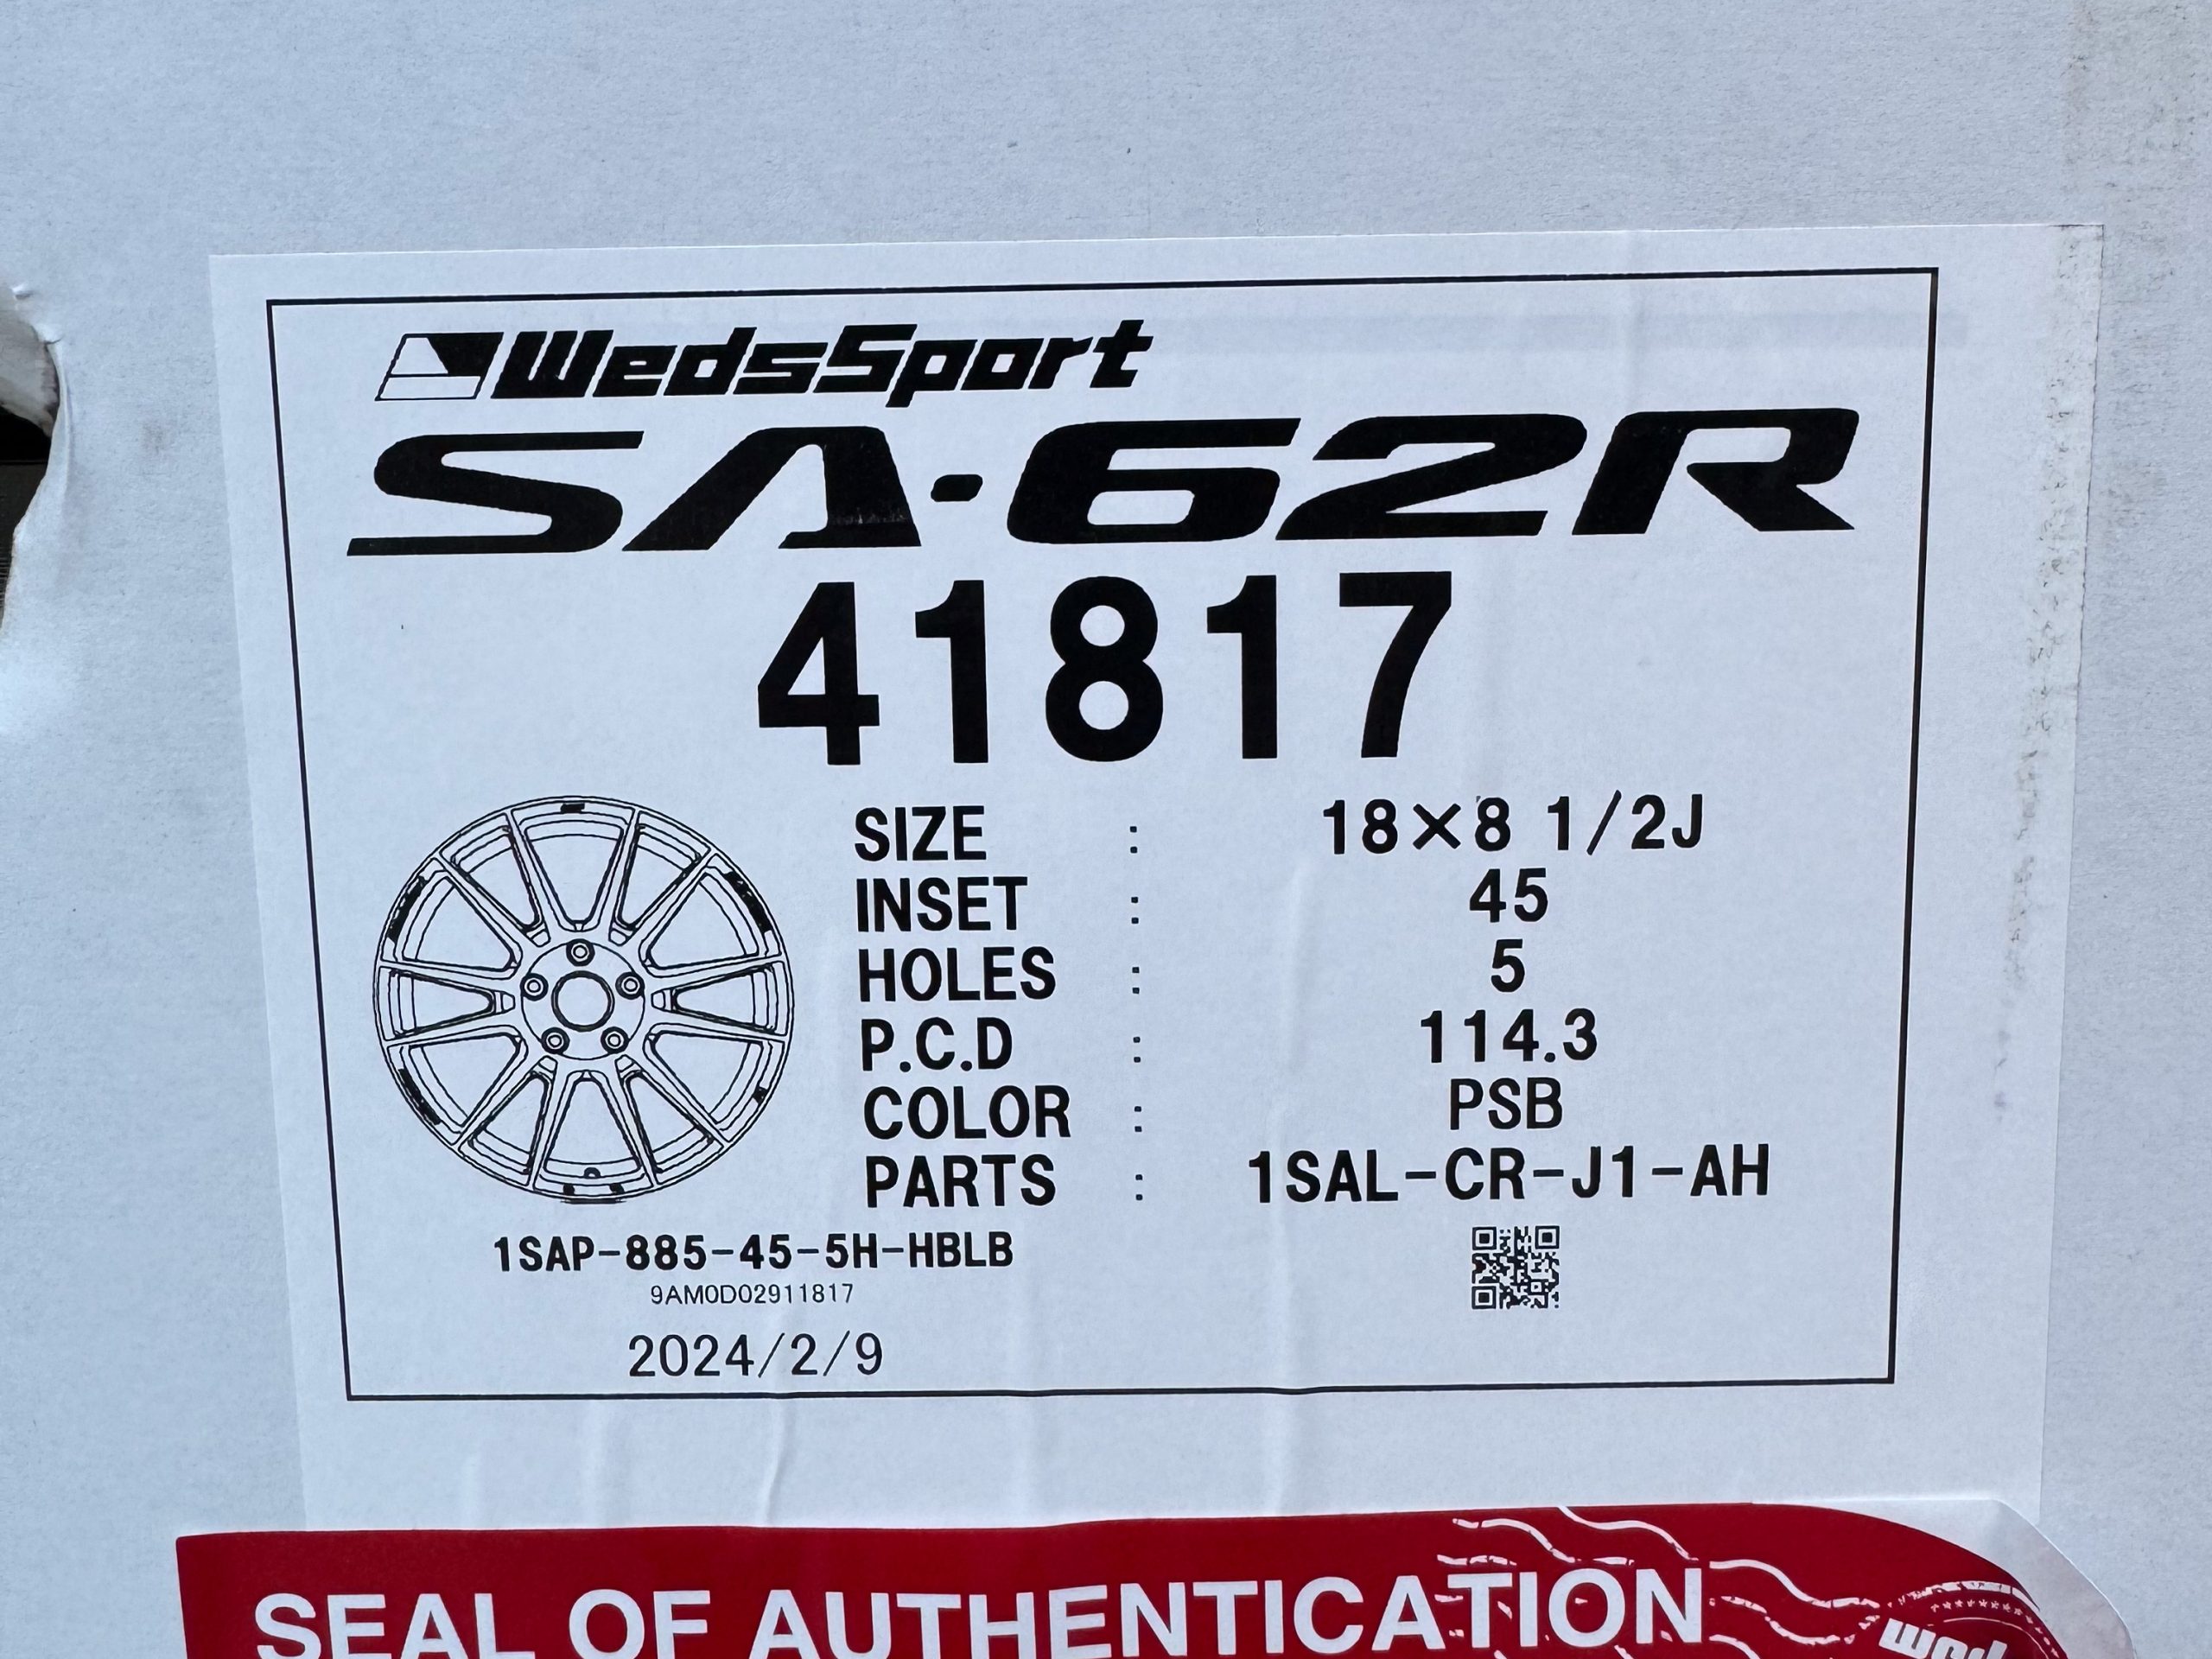 WedsSport
SA-62R
41817
SIZE : 18×8 1/2J
INSET : 45
HOLES : 5
P.C.D : 114.3
COLOR : PSB
PARTS : 1SAL-CR-J1-AH
1SAP-885-45-5H-HBLB
9AM0D02911817
2024/2/9
SEAL OF AUTHENTICATION